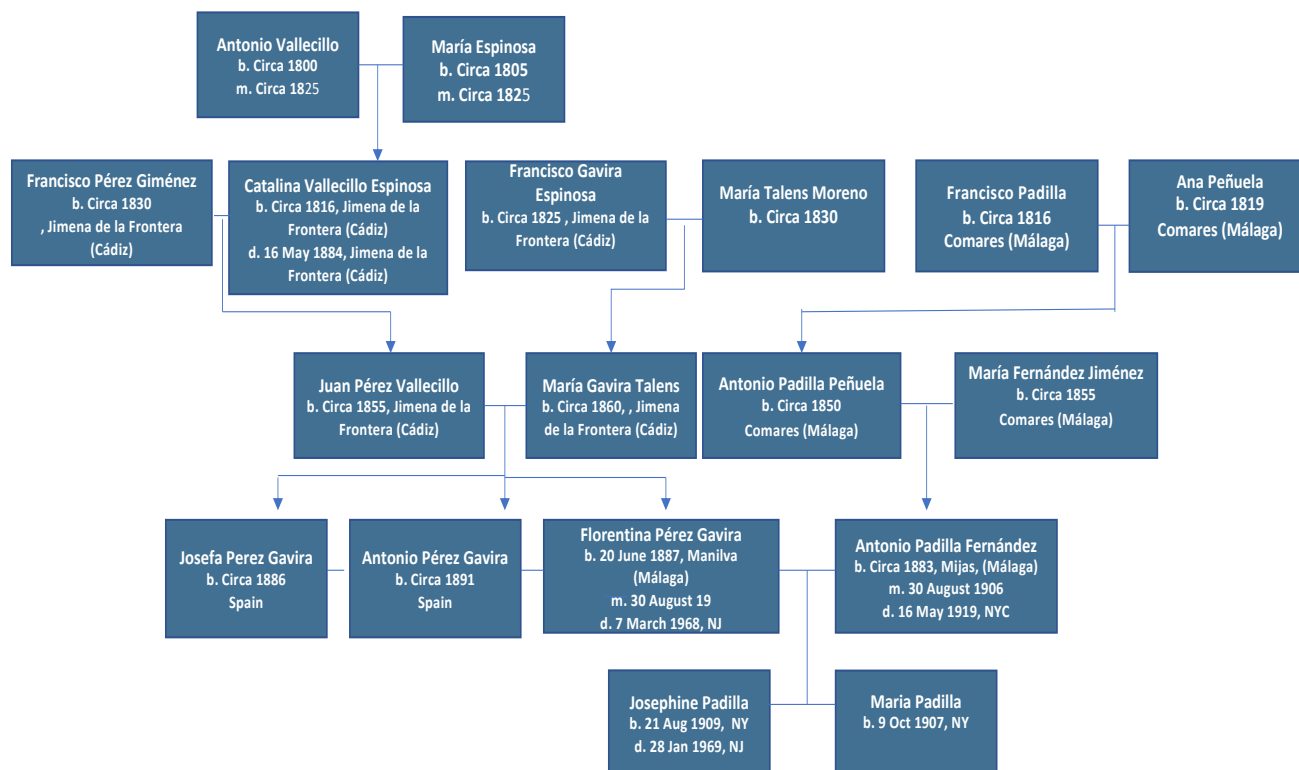 Antonio Vallecillo
b. Circa 1800
m. Circa 1825
María Espinosa
b. Circa 1805
m. Circa 1825
Francisco Pérez Giménez
b. Circa 1830
, Jimena de la Frontera
(Cádiz)
Catalina Vallecillo Espinosa
b. Circa 1816, Jimena de la
Frontera (Cádiz)
d. 16 May 1884, Jimena de la
Frontera (Cádiz)
Francisco Gavira
Espinosa
b. Circa 1825 , Jimena de la
Frontera (Cádiz)
María Talens Moreno
b. Circa 1830
Francisco Padilla
b. Circa 1816
Comares (Málaga)
Ana Peñuela
b. Circa 1819
Comares (Málaga)
Juan Pérez Vallecillo
b. Circa 1855, Jimena de la
Frontera (Cádiz)
María Gavira Talens
b. Circa 1860, , Jimena
de la Frontera (Cádiz)
Antonio Padilla Peñuela
b. Circa 1850
Comares (Málaga)
María Fernández Jiménez
b. Circa 1855
Comares (Málaga)
Josefa Perez Gavira
b. Circa 1886
Spain
Antonio Pérez Gavira
b. Circa 1891
Spain
Florentina Pérez Gavira
b. 20 June 1887, Manilva
(Málaga)
m. 30 August 19
d. 7 March 1968, NJ
Antonio Padilla Fernández
b. Circa 1883, Mijas, (Málaga)
m. 30 August 1906
d. 16 May 1919, NYC
Josephine Padilla
b. 21 Aug 1909, NY
d. 28 Jan 1969, NJ
Maria Padilla
b. 9 Oct 1907, NY